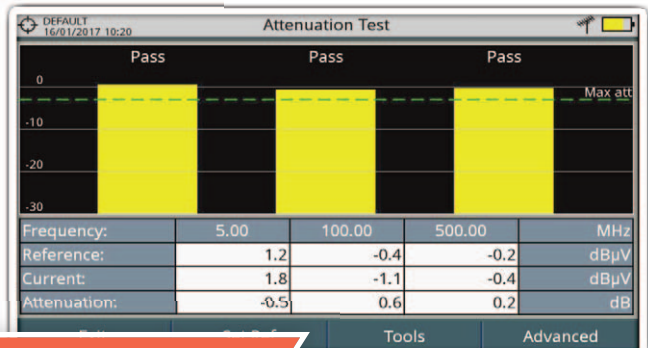 DEFAULT
16/01/2017 10:20
Attenuation Test
Pass Pass Pass
0
Max att
-10
-20
-30
Frequency: 5.00 100.00 500.00 MHz
Reference: 1.2 -0.4 -0.2 dBµV
Current: 1.8 -1.1 -0.4 dBµV
Attenuation: -0.5 0.6 0.2 dB
Tools Advanced